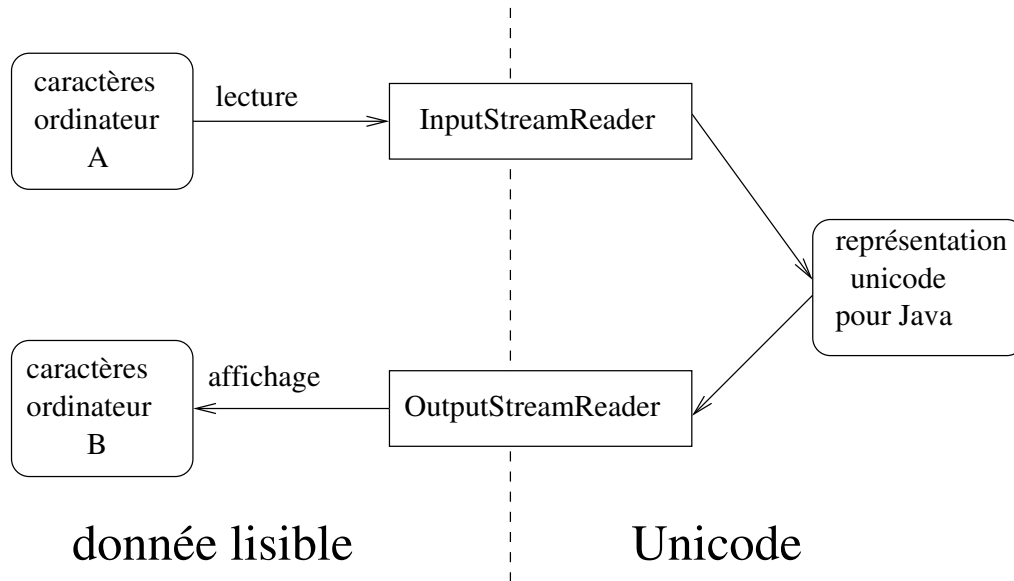 caractères
ordinateur
A
lecture
InputStreamReader
représentation
unicode
pour Java
caractères
ordinateur
B
affichage
OutputStreamReader
donnée lisible
Unicode